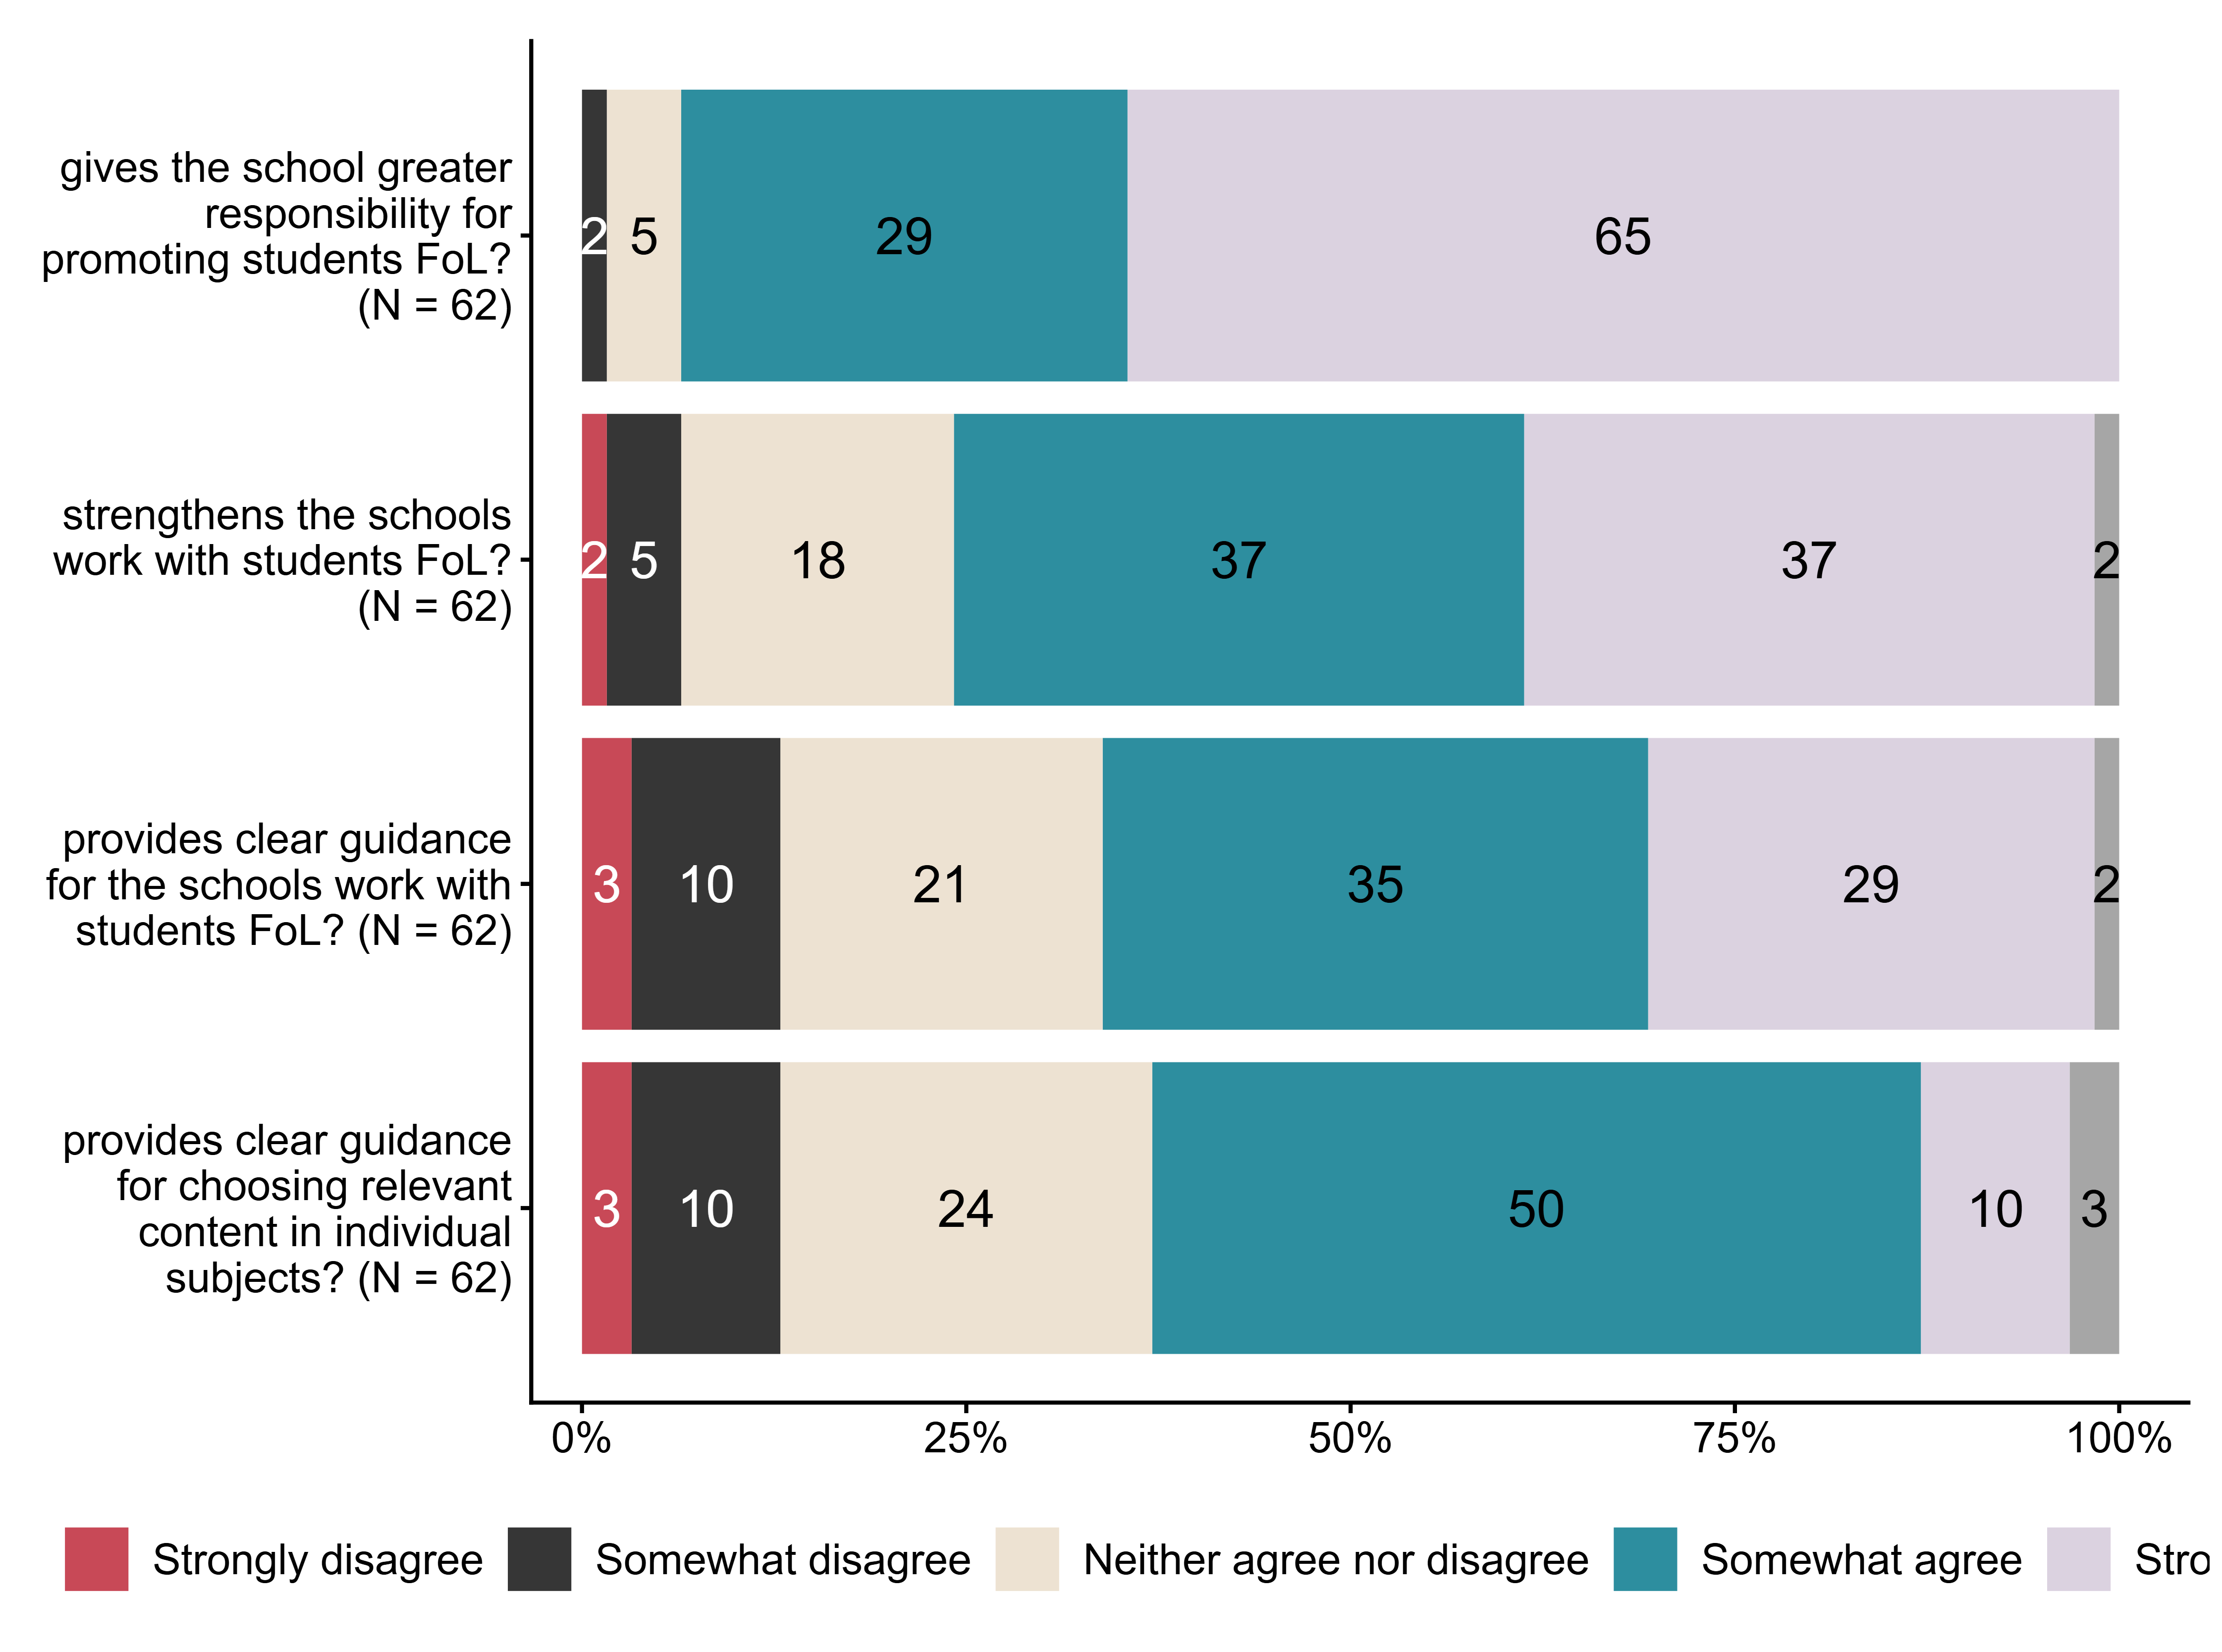 gives the school greater
responsibility for
promoting students FoL?
(N = 62)
2 5 29 65
strengthens the schools
work with students FoL?
(N = 62)
2 5 18 37 37 2
provides clear guidance
for the schools work with
students FoL? (N = 62)
3 10 21 35 29 2
provides clear guidance
for choosing relevant
content in individual
subjects? (N = 62)
3 10 24 50 10 3
0% 25% 50% 75% 100%
Strongly disagree Somewhat disagree Neither agree nor disagree Somewhat agree Stro